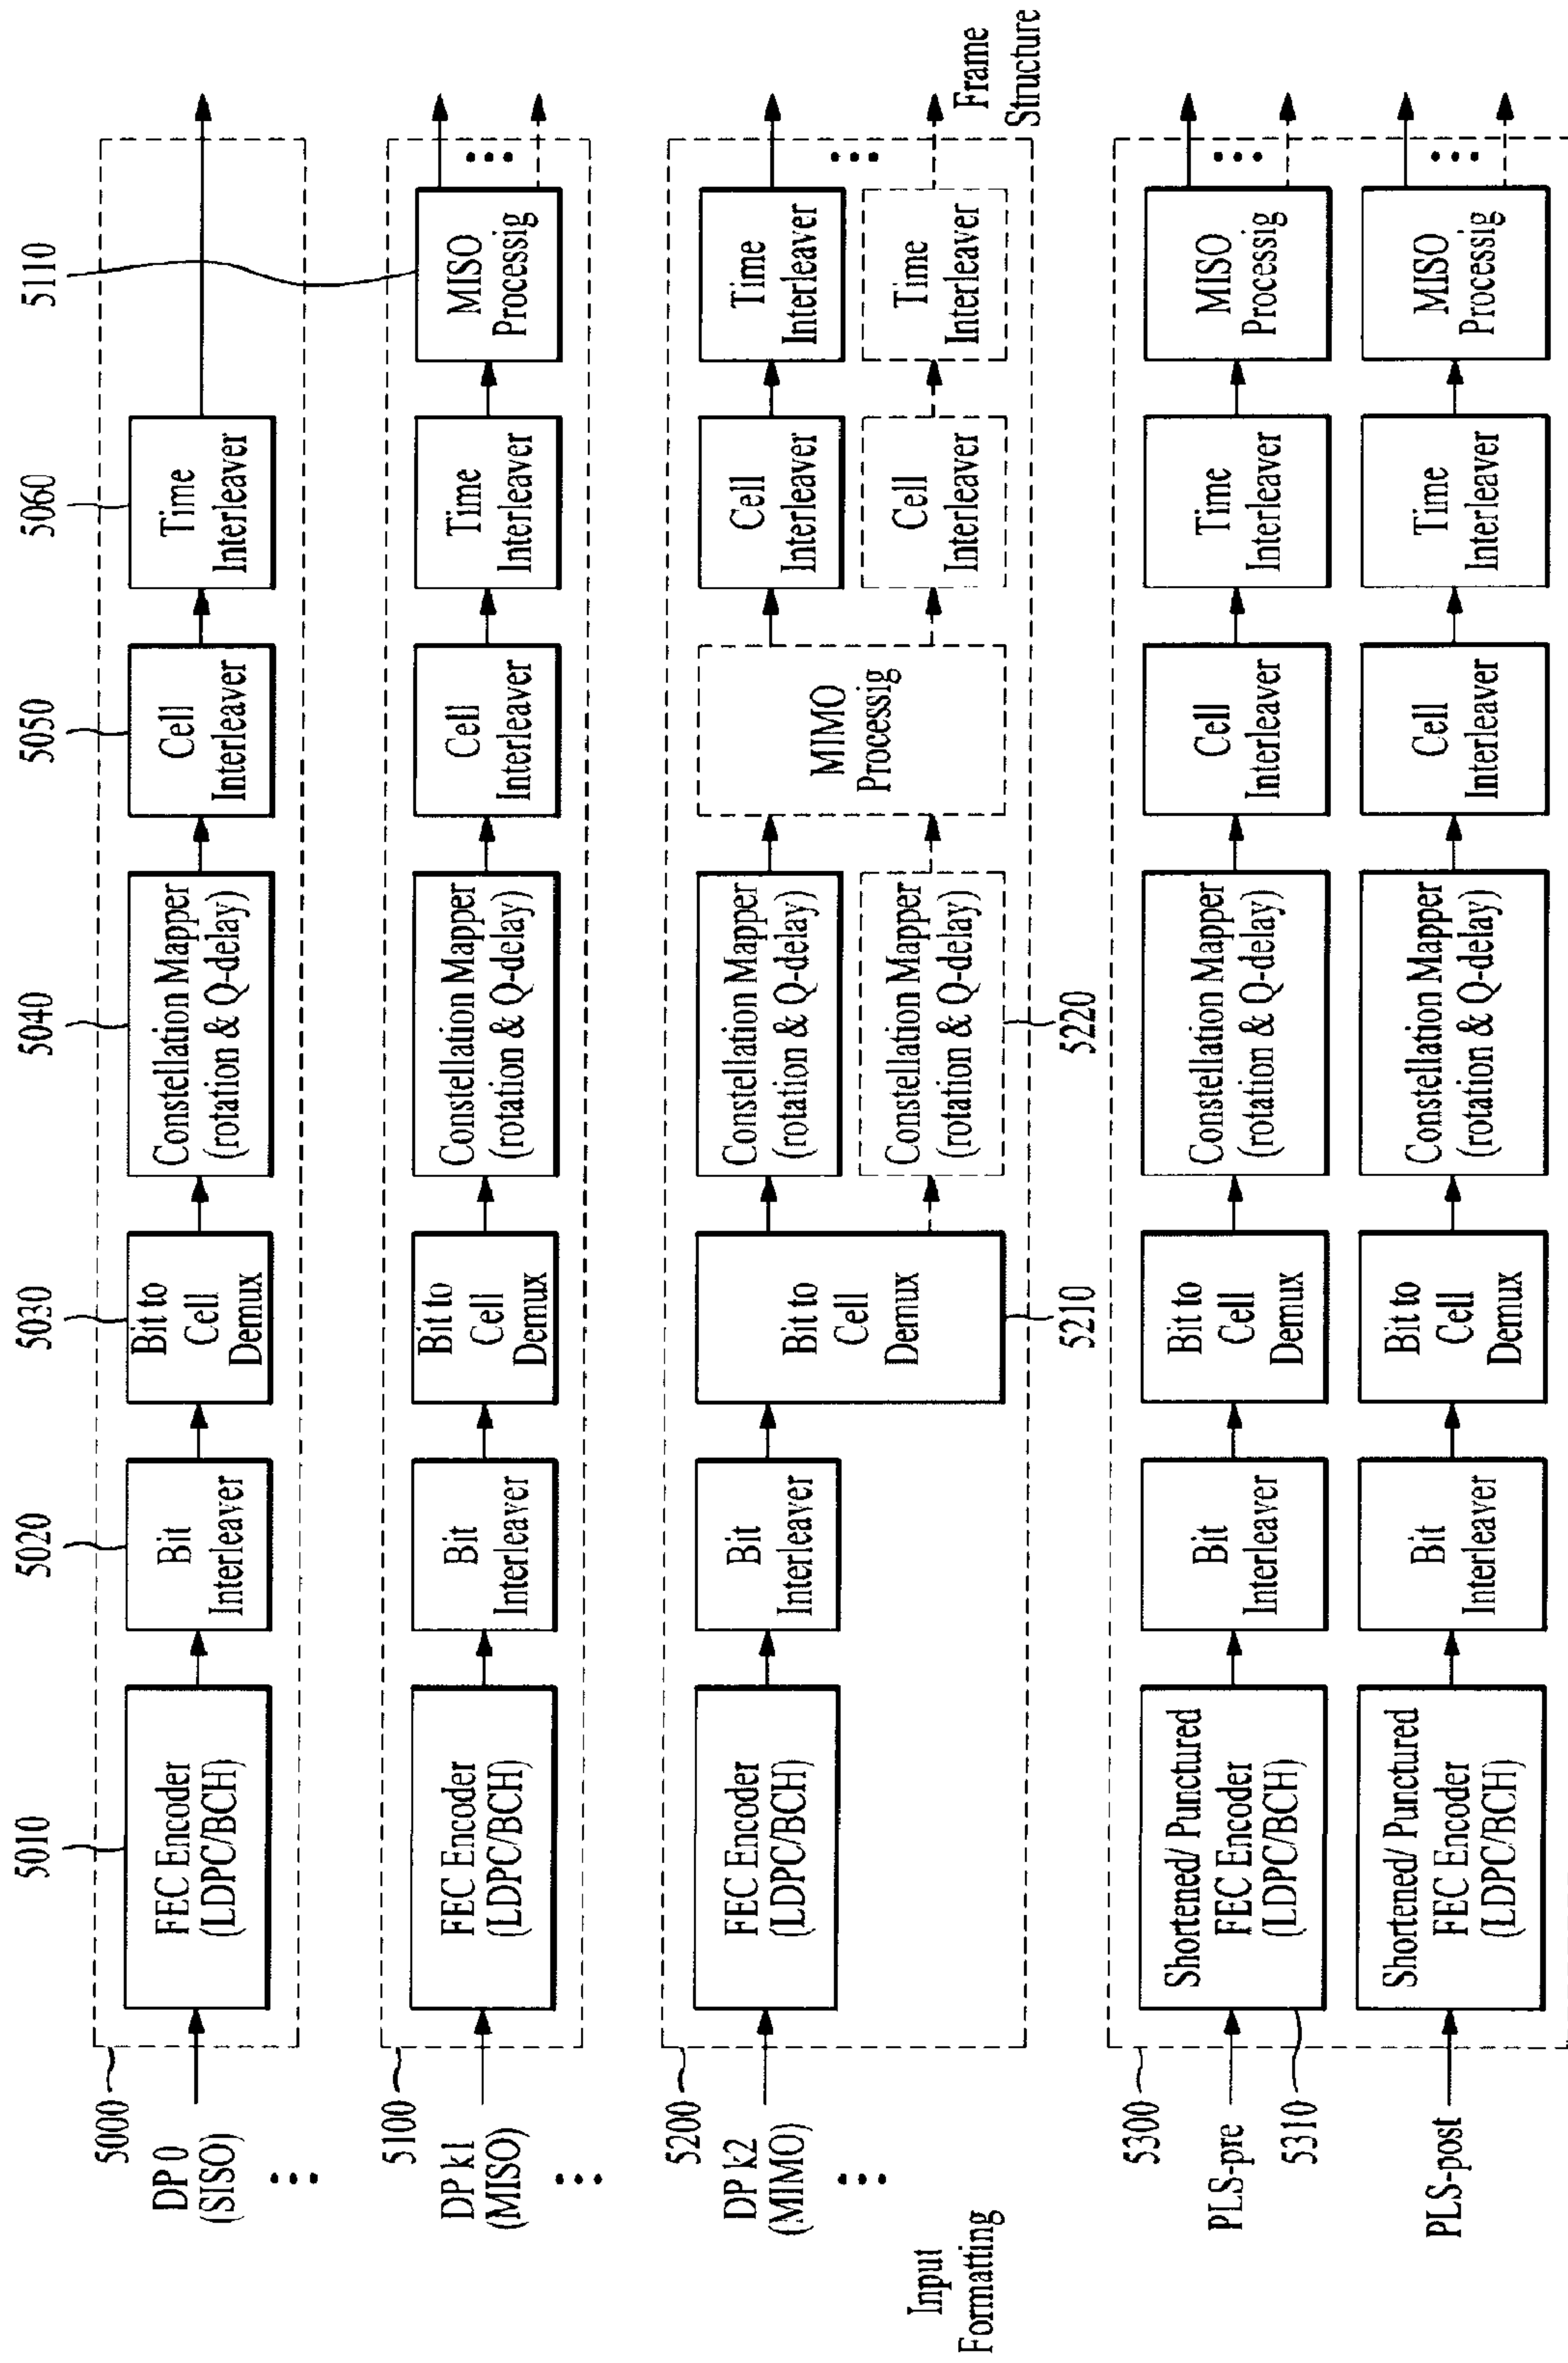 5010
5020
5030
5040
5050
5060
5110
5000
DP 0
(SISO)
FEC Encoder
(LDPC/BCH)
Bit
Interleaver
Bit to
Cell
Demux
Constellation Mapper
(rotation & Q-delay)
Cell
Interleaver
Time
Interleaver
5100
DP k1
(MISO)
FEC Encoder
(LDPC/BCH)
Bit
Interleaver
Bit to
Cell
Demux
Constellation Mapper
(rotation & Q-delay)
Cell
Interleaver
Time
Interleaver
MISO
Processig
5200
DP k2
(MIMO)
FEC Encoder
(LDPC/BCH)
Bit
Interleaver
Bit to
Cell
Demux
Constellation Mapper
(rotation & Q-delay)
Constellation Mapper
(rotation & Q-delay)
MIMO
Processig
Cell
Interleaver
Cell
Interleaver
Time
Interleaver
Time
Interleaver
5210
5220
Input
Formatting
Frame
Structure
5300
PLS-pre
5310
Shortened/ Punctured
FEC Encoder
(LDPC/BCH)
Bit
Interleaver
Bit to
Cell
Demux
Constellation Mapper
(rotation & Q-delay)
Cell
Interleaver
Time
Interleaver
MISO
Processig
PLS-post
Shortened/ Punctured
FEC Encoder
(LDPC/BCH)
Bit
Interleaver
Bit to
Cell
Demux
Constellation Mapper
(rotation & Q-delay)
Cell
Interleaver
Time
Interleaver
MISO
Processig